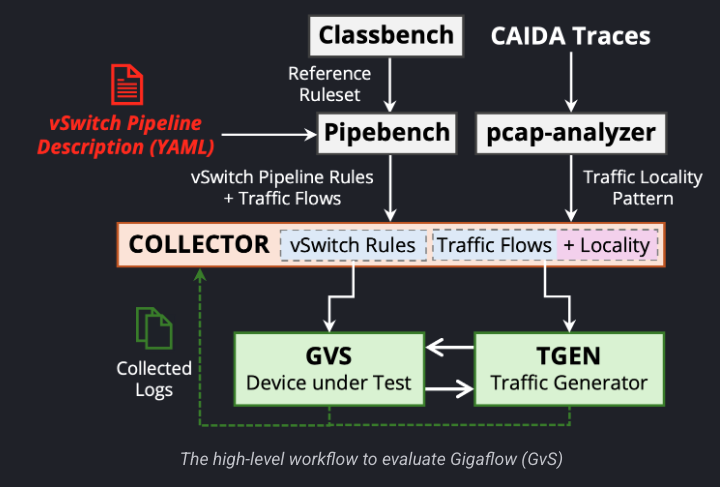 Classbench
CAIDA Traces
Reference
Ruleset
vSwitch Pipeline
Description (YAML)
Pipebench
pcap-analyzer
vSwitch Pipeline Rules
+ Traffic Flows
Traffic Locality
Pattern
COLLECTOR vSwitch Rules Traffic Flows + Locality
Collected
Logs
GVS
Device under Test
TGEN
Traffic Generator
The high-level workflow to evaluate Gigaflow (GvS)